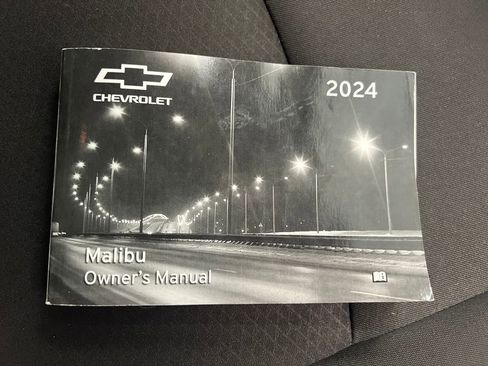 CHEVROLET
2024
Malibu
Owner's Manual